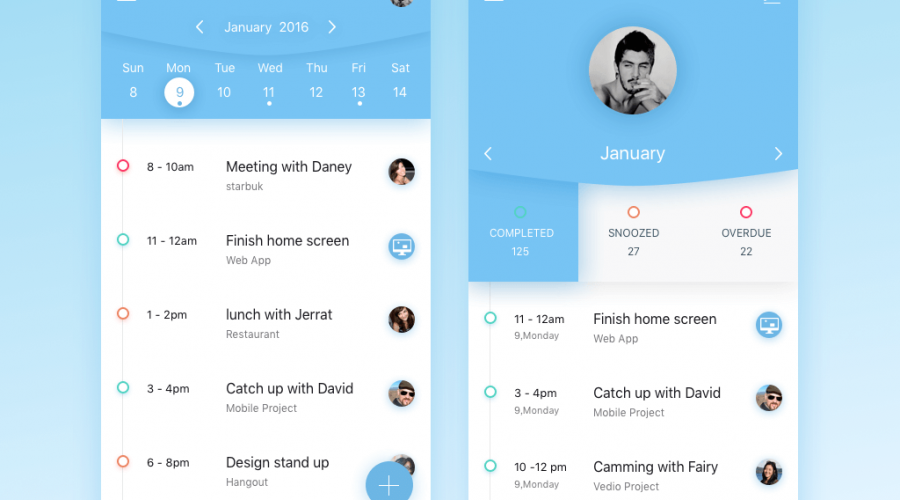 January 2016
Sun Mon Tue Wed Thu Fri Sat
8 9 10 11 12 13 14
8 - 10am Meeting with Daney
starbuk
11 - 12am Finish home screen
Web App
1 - 2pm lunch with Jerrat
Restaurant
3 - 4pm Catch up with David
Mobile Project
6 - 8pm Design stand up
Hangout
January
COMPLETED SNOOZED OVERDUE
125 27 22
11 - 12am Finish home screen
9,Monday Web App
3 - 4pm Catch up with David
9,Monday Mobile Project
10 -12 pm Camming with Fairy
9,Monday Vedio Project